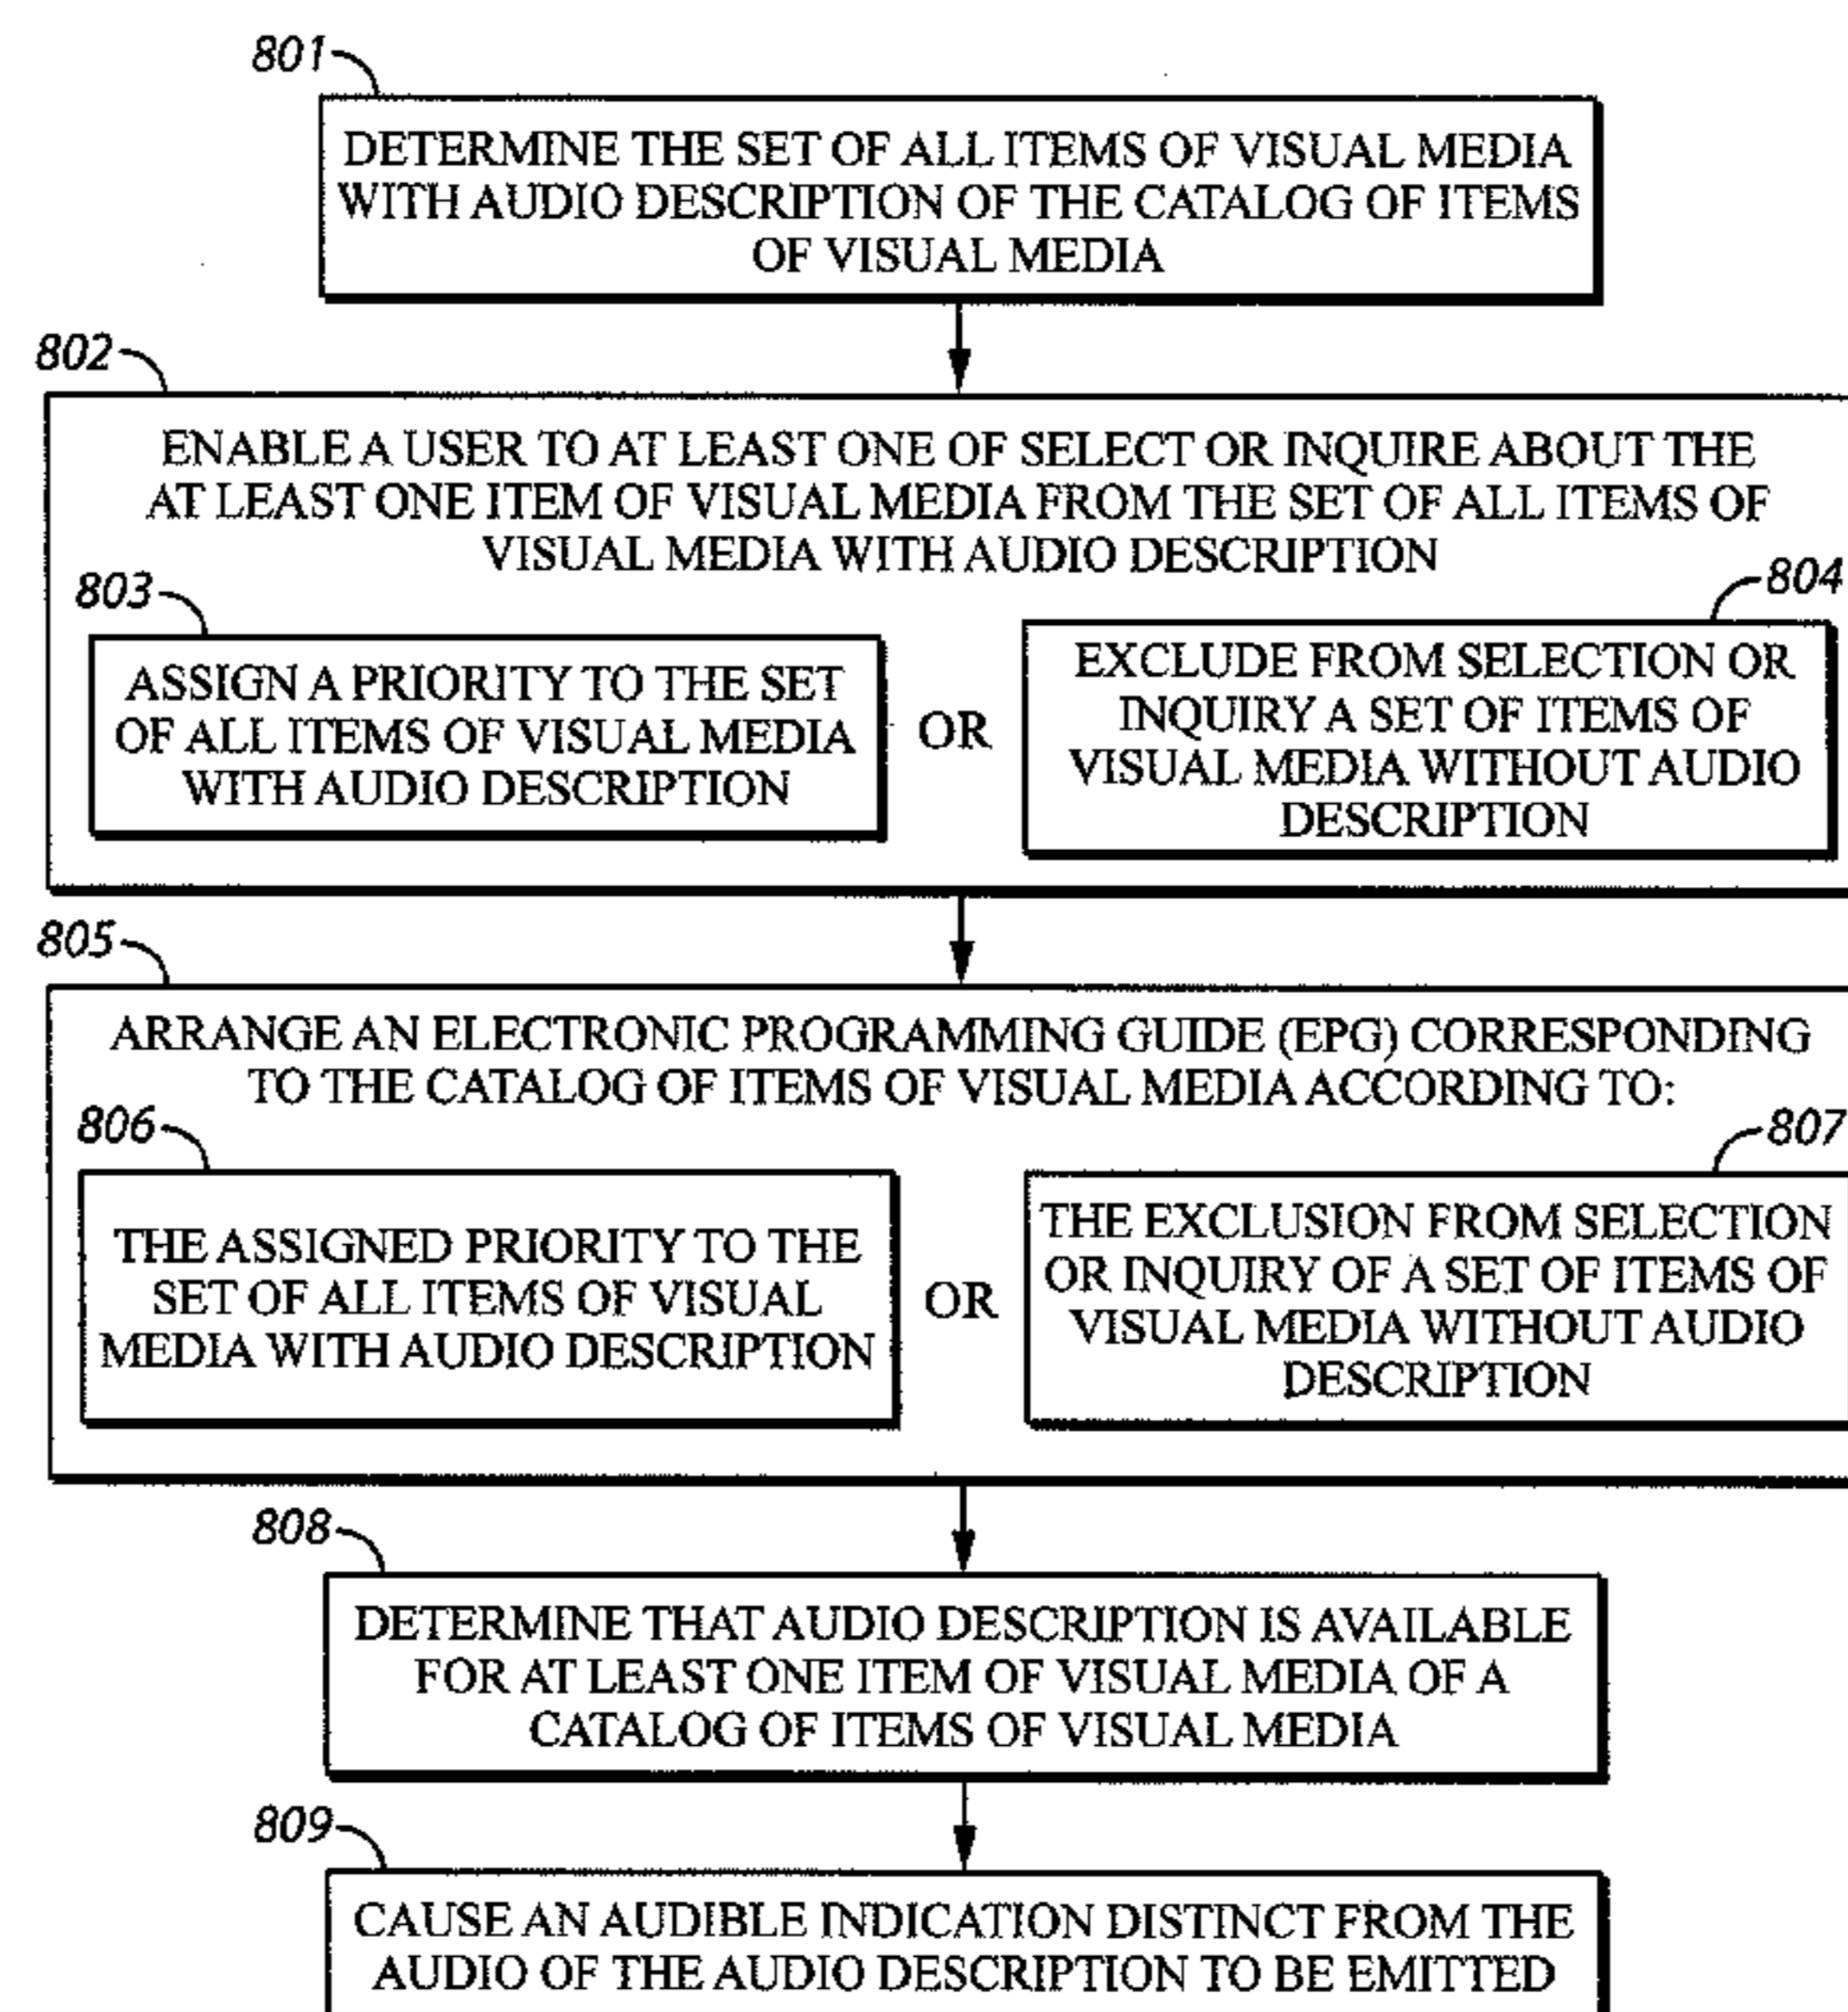 801
DETERMINE THE SET OF ALL ITEMS OF VISUAL MEDIA
WITH AUDIO DESCRIPTION OF THE CATALOG OF ITEMS
OF VISUAL MEDIA
802
ENABLE A USER TO AT LEAST ONE OF SELECT OR INQUIRE ABOUT THE
AT LEAST ONE ITEM OF VISUAL MEDIA FROM THE SET OF ALL ITEMS OF
VISUAL MEDIA WITH AUDIO DESCRIPTION
803
ASSIGN A PRIORITY TO THE SET
OF ALL ITEMS OF VISUAL MEDIA
WITH AUDIO DESCRIPTION
OR
804
EXCLUDE FROM SELECTION OR
INQUIRY A SET OF ITEMS OF
VISUAL MEDIA WITHOUT AUDIO
DESCRIPTION
805
ARRANGE AN ELECTRONIC PROGRAMMING GUIDE (EPG) CORRESPONDING
TO THE CATALOG OF ITEMS OF VISUAL MEDIA ACCORDING TO:
806
THE ASSIGNED PRIORITY TO THE
SET OF ALL ITEMS OF VISUAL
MEDIA WITH AUDIO DESCRIPTION
OR
807
THE EXCLUSION FROM SELECTION
OR INQUIRY OF A SET OF ITEMS OF
VISUAL MEDIA WITHOUT AUDIO
DESCRIPTION
808
DETERMINE THAT AUDIO DESCRIPTION IS AVAILABLE
FOR AT LEAST ONE ITEM OF VISUAL MEDIA OF A
CATALOG OF ITEMS OF VISUAL MEDIA
809
CAUSE AN AUDIBLE INDICATION DISTINCT FROM THE
AUDIO OF THE AUDIO DESCRIPTION TO BE EMITTED